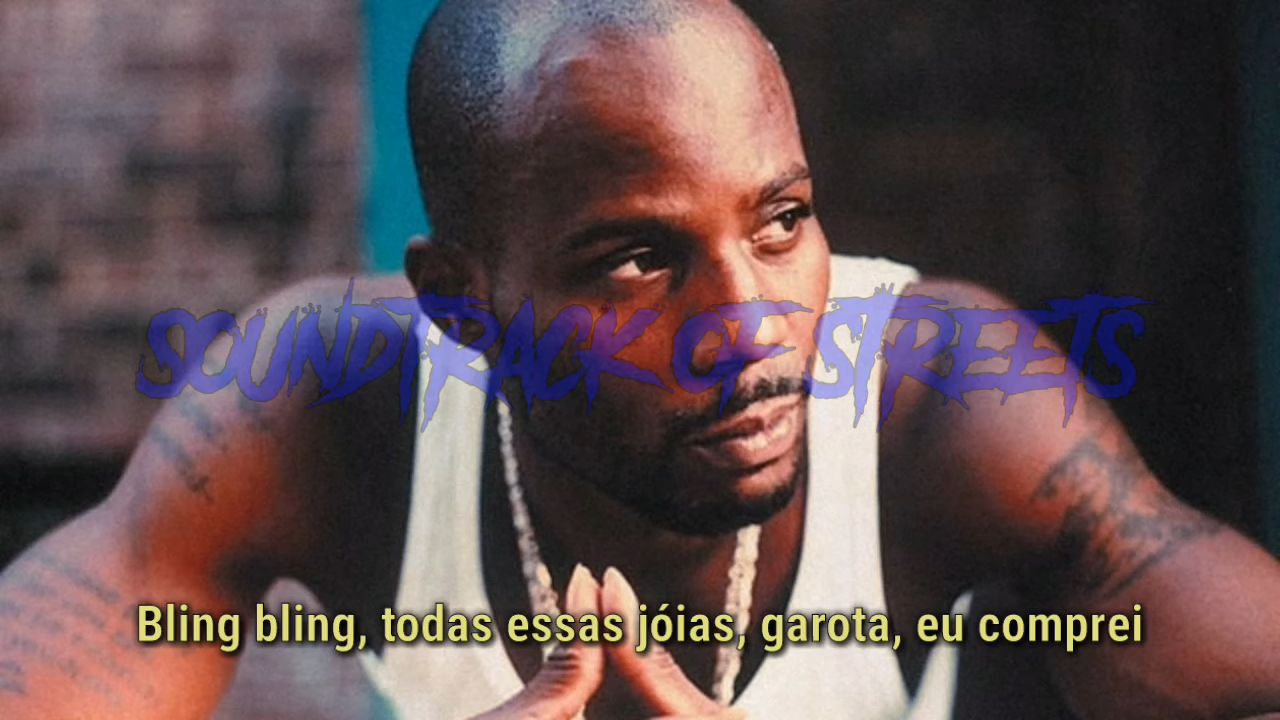 SOUNDTRACK OF STREETS
Bling bling, todas essas jóias, garota, eu comprei